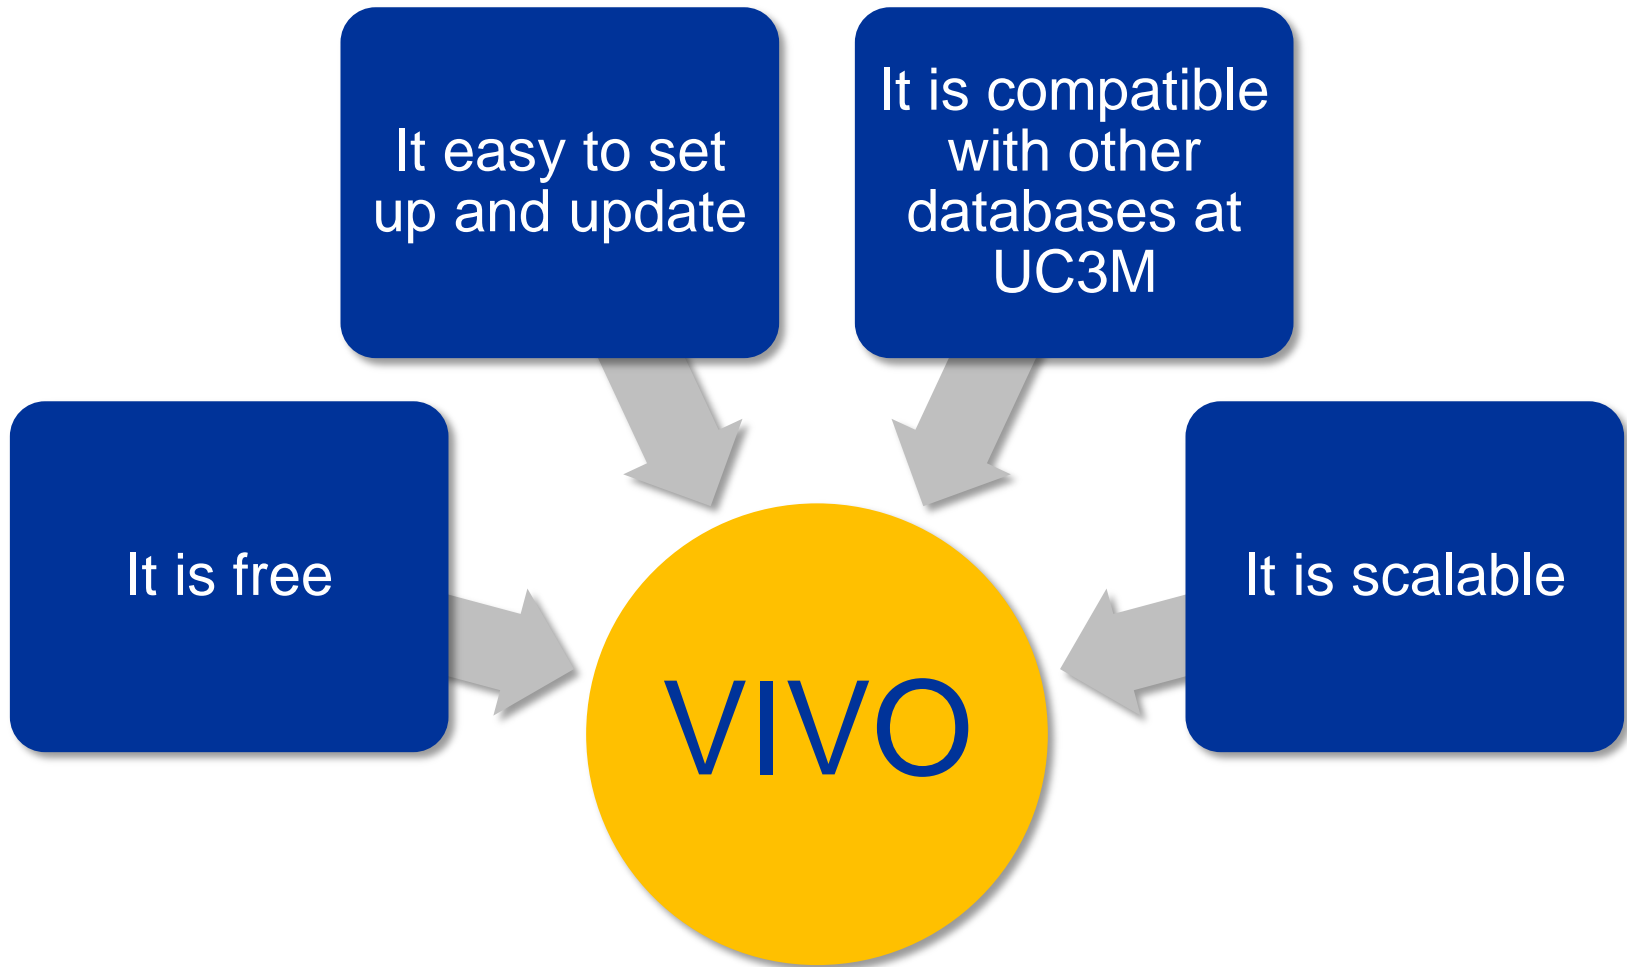 It is free
It easy to set
up and update
It is compatible
with other
databases at
UC3M
It is scalable
VIVO